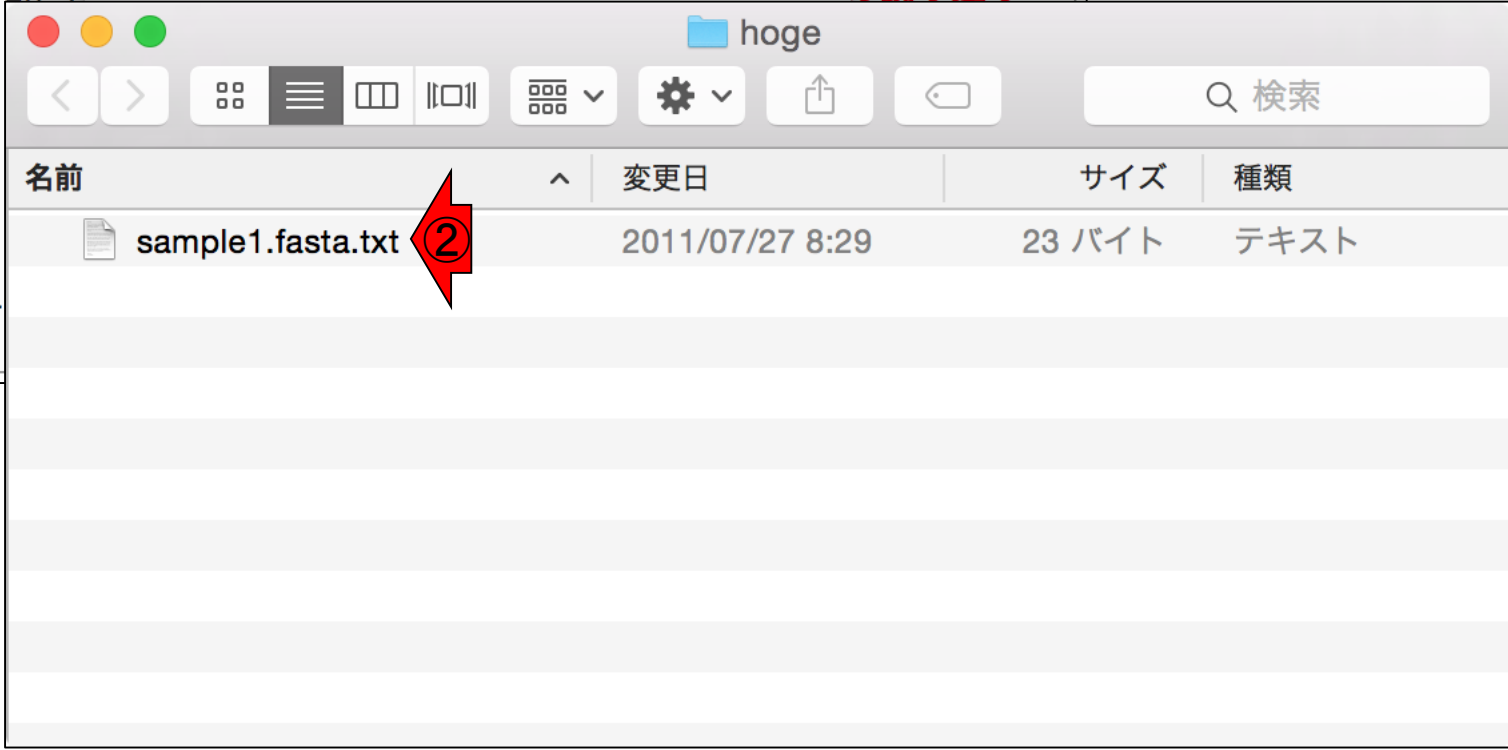 hoge
検索
名前 変更日 サイズ 種類
sample1.fasta.txt ② 2011/07/27 8:29 23 バイト テキスト